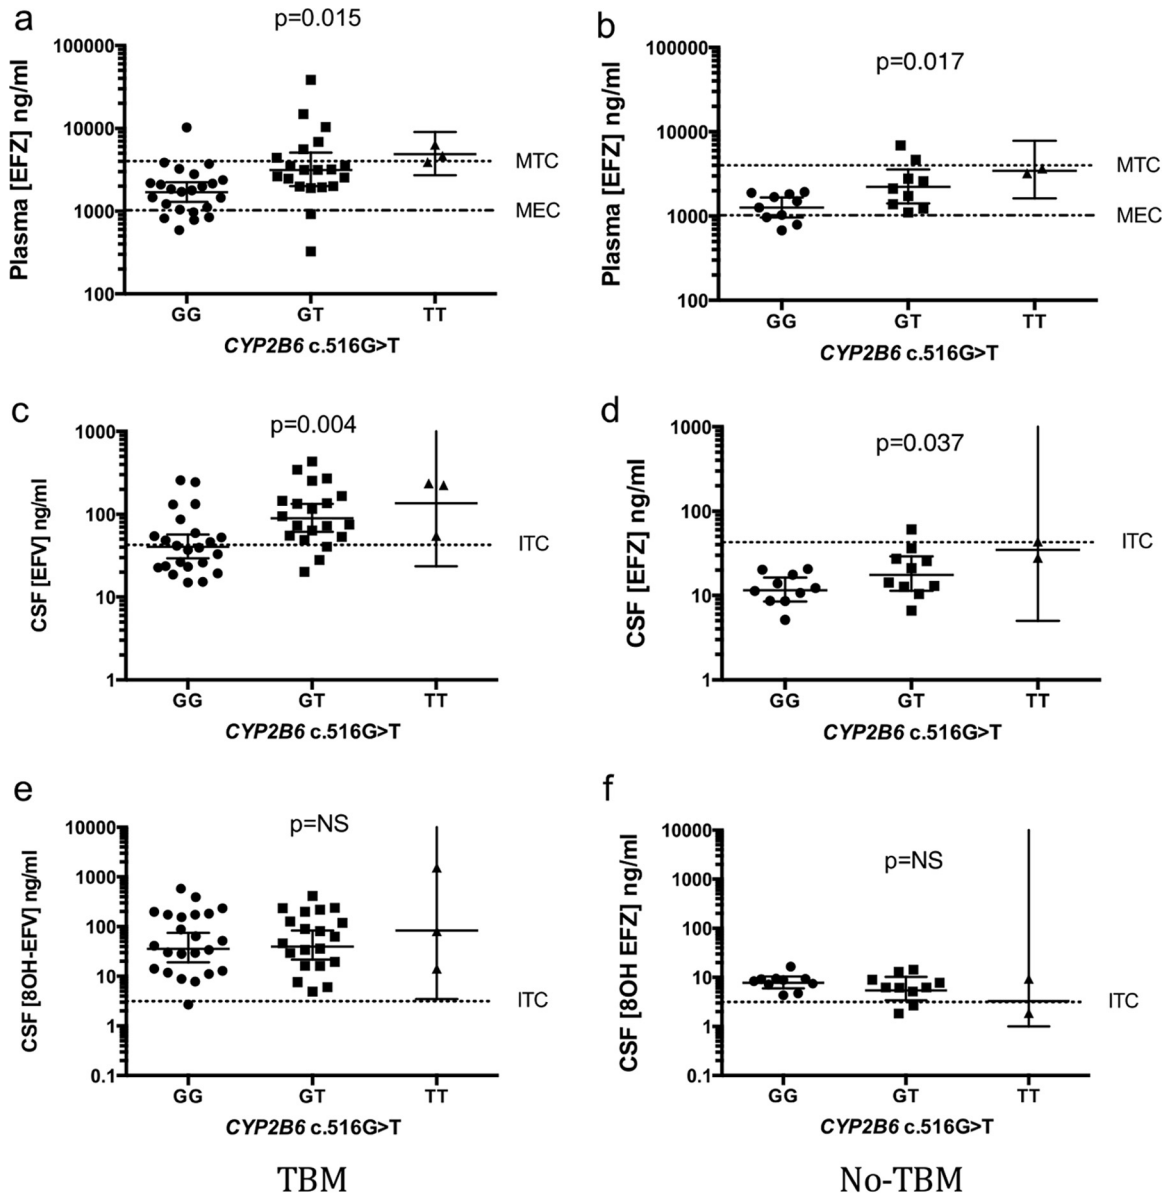 a
p=0.015
Plasma [EFZ] ng/ml
100000
10000
1000
100
MTC
MEC
GG GT TT
CYP2B6 c.516G>T
b
p=0.017
Plasma [EFZ] ng/ml
100000
10000
1000
100
MTC
MEC
GG GT TT
CYP2B6 c.516G>T
c
p=0.004
CSF [EFV] ng/ml
1000
100
10
1
ITC
GG GT TT
CYP2B6 c.516G>T
d
p=0.037
CSF [EFZ] ng/ml
1000
100
10
1
ITC
GG GT TT
CYP2B6 c.516G>T
e
p=NS
CSF [8OH-EFV] ng/ml
10000
1000
100
10
1
0.1
ITC
GG GT TT
CYP2B6 c.516G>T
TBM
f
p=NS
CSF [8OH EFZ] ng/ml
10000
1000
100
10
1
0.1
ITC
GG GT TT
CYP2B6 c.516G>T
No-TBM